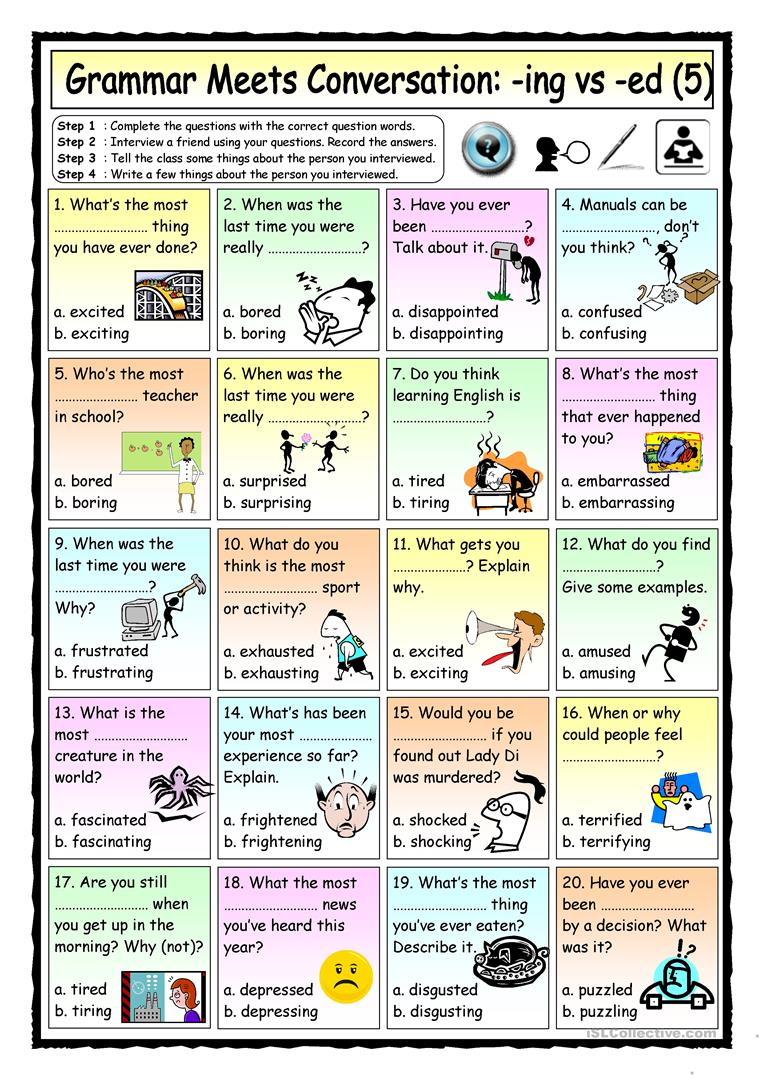 Grammar Meets Conversation: -ing vs -ed (5)
Step 1 : Complete the questions with the correct question words.
Step 2 : Interview a friend using your questions. Record the answers.
Step 3 : Tell the class some things about the person you interviewed.
Step 4 : Write a few things about the person you interviewed.
1. What's the most
............................ thing
you have ever done?
a. excited
b. exciting
2. When was the
last time you were
really ............................?
a. bored
b. boring
3. Have you ever
been ............................?
Talk about it.
a. disappointed
b. disappointing
4. Manuals can be
............................, don't
you think?
a. confused
b. confusing
5. Who's the most
......................... teacher
in school?
a. bored
b. boring
6. When was the
last time you were
really ............................?
a. surprised
b. surprising
7. Do you think
learning English is
............................?
a. tired
b. tiring
8. What's the most
............................ thing
that ever happened
to you?
a. embarrassed
b. embarrassing
9. When was the
last time you were
............................?
Why?
a. frustrated
b. frustrating
10. What do you
think is the most
............................ sport
or activity?
a. exhausted
b. exhausting
11. What gets you
......................? Explain
why.
a. excited
b. exciting
12. What do you find
............................?
Give some examples.
a. amused
b. amusing
13. What is the
most ............................
creature in the
world?
a. fascinated
b. fascinating
14. What's has been
your most ......................
experience so far?
Explain.
a. frightened
b. frightening
15. Would you be
............................ if you
found out Lady Di
was murdered?
a. shocked
b. shocking
16. When or why
could people feel
............................?
a. terrified
b. terrifying
17. Are you still
............................ when
you get up in the
morning? Why (not)?
a. tired
b. tiring
18. What the most
............................ news
you've heard this
year?
a. depressed
b. depressing
19. What's the most
............................ thing
you've ever eaten?
Describe it.
a. disgusted
b. disgusting
20. Have you ever
been ............................
by a decision? What
was it?
a. puzzled
b. puzzling
iSLCollective.com